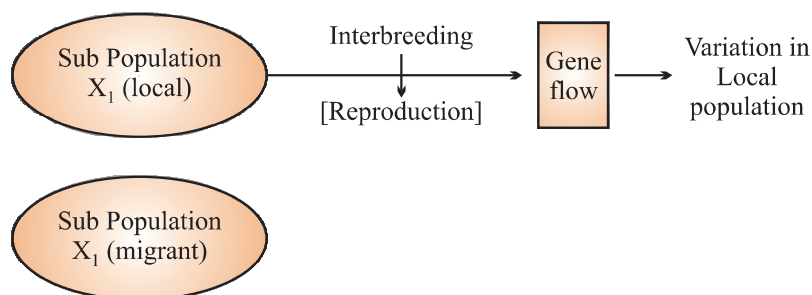 Sub Population
X₁ (local)
Interbreeding
[Reproduction]
Gene
flow
Variation in
Local
population
Sub Population
X₁ (migrant)